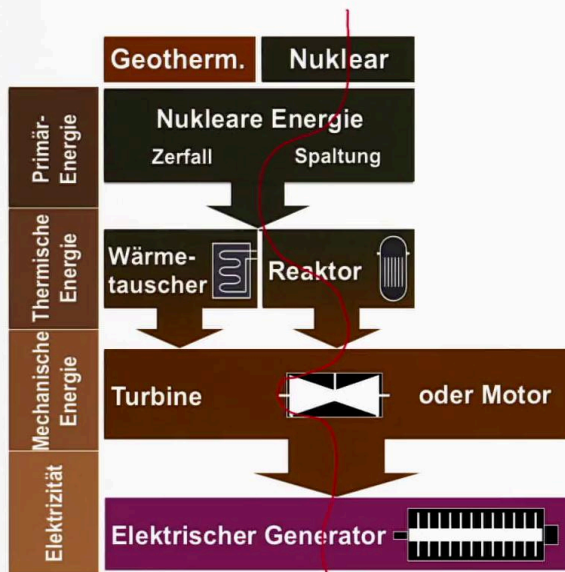 Geotherm.
Nuklear
Primär-
Energie
Nukleare Energie
Zerfall
Spaltung
Thermische
Energie
Wärme-
tauscher
Reaktor
Mechanische
Energie
Turbine
oder Motor
Elektrizität
Elektrischer Generator